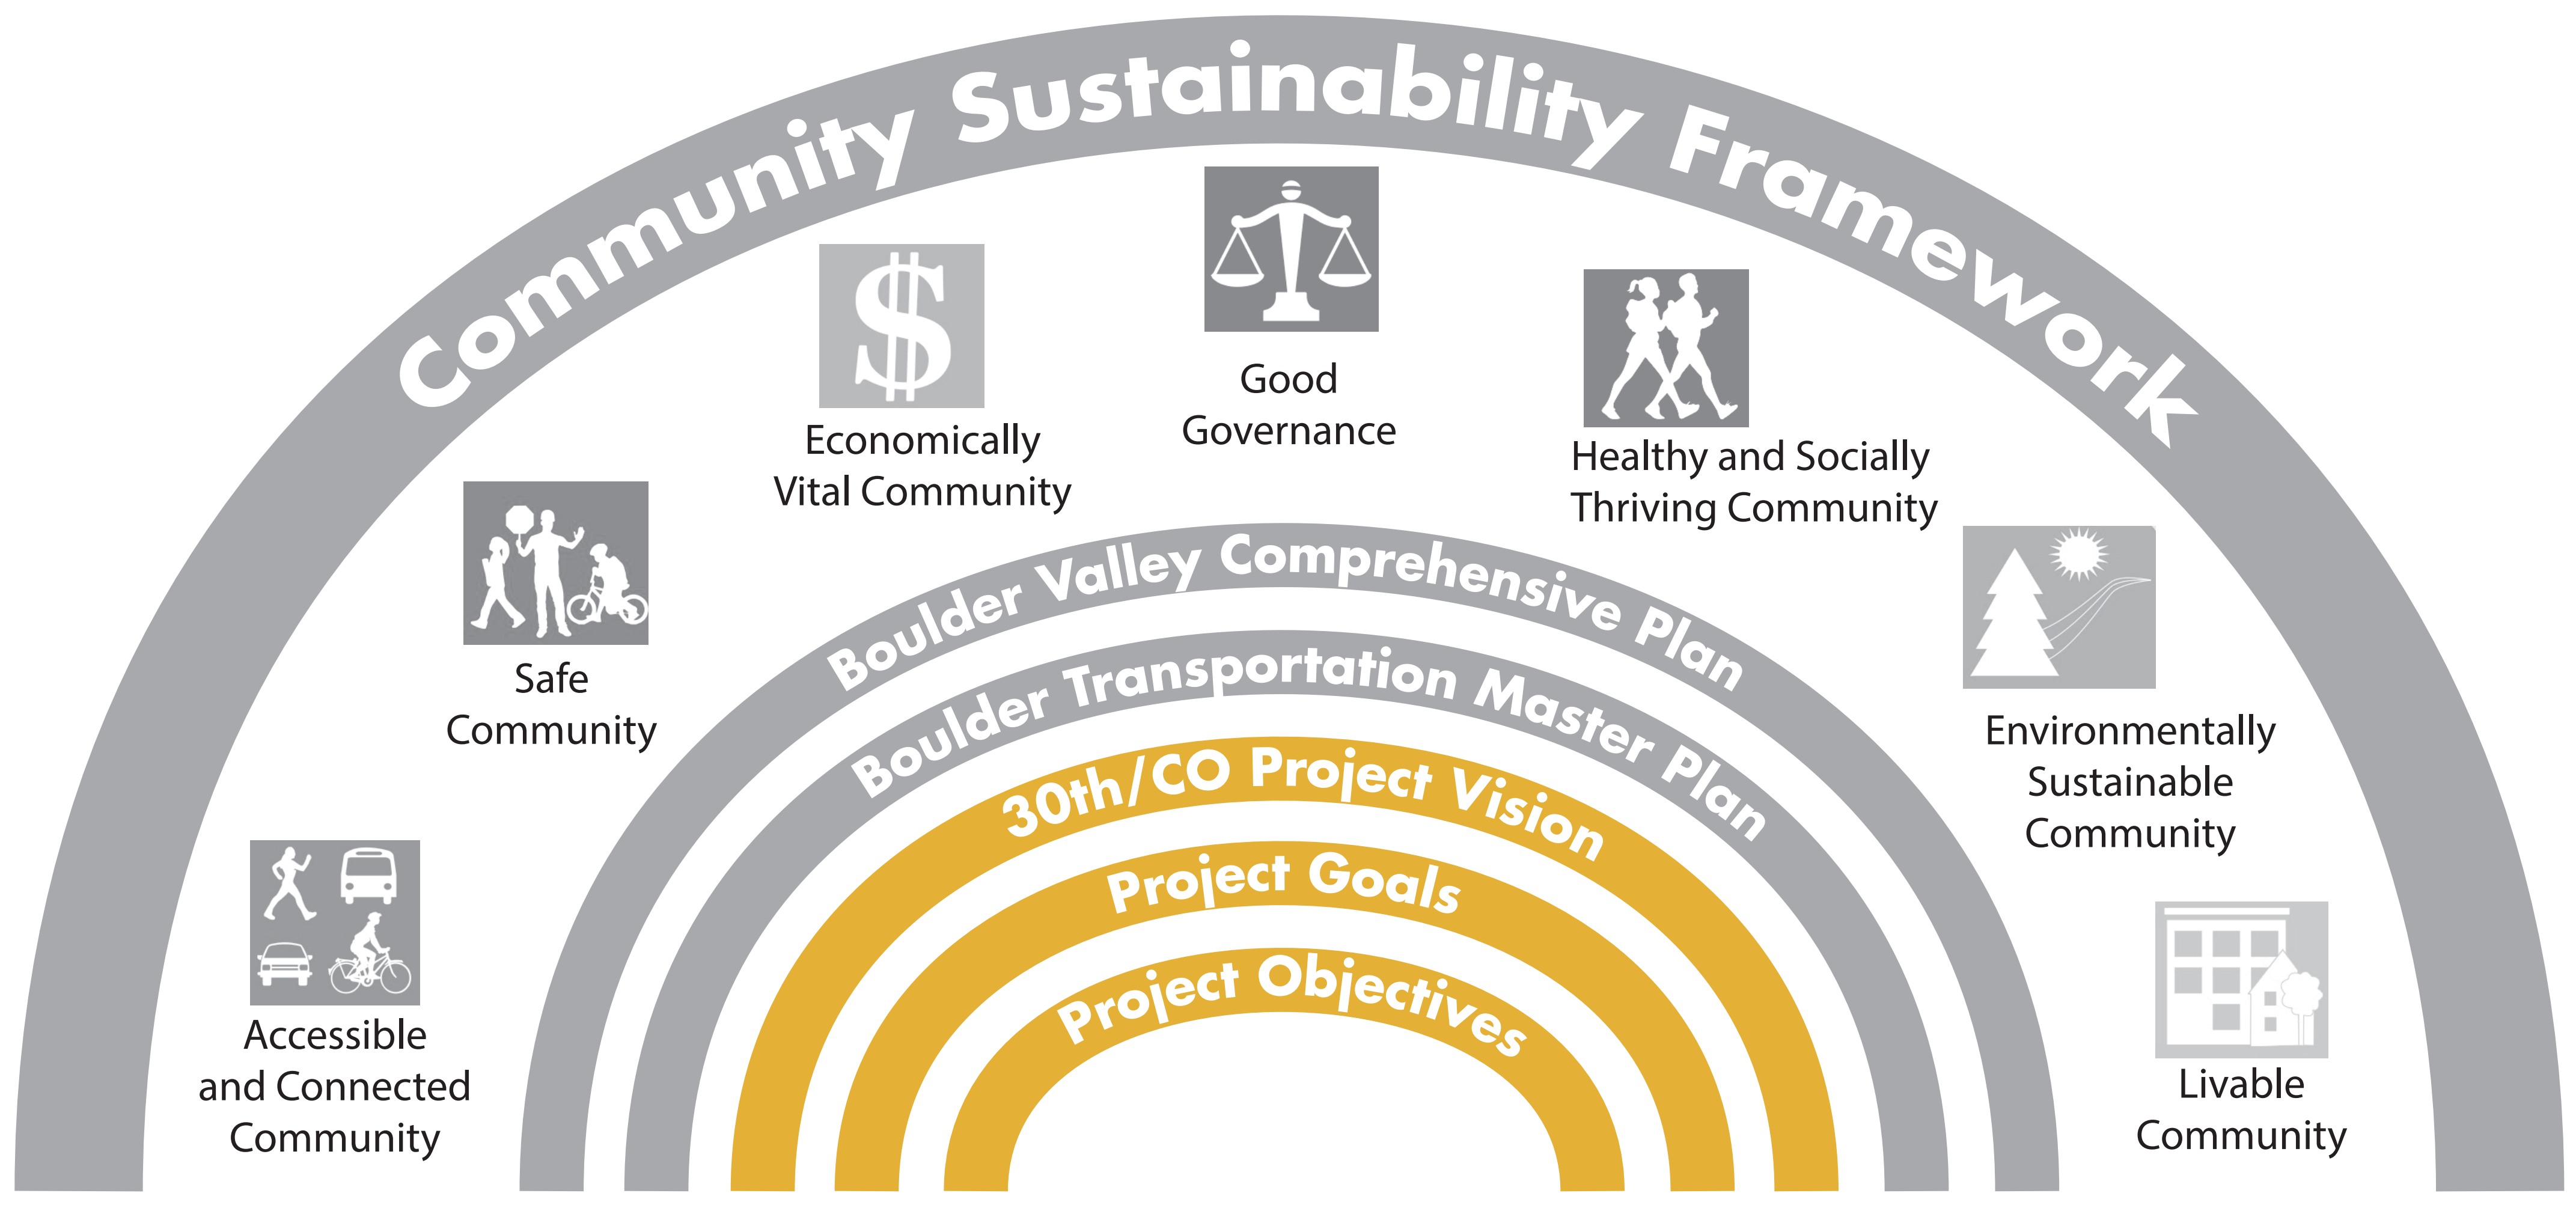 Community Sustainability Framework
Good
Governance
Economically
Vital Community
Healthy and Socially
Thriving Community
Safe
Community
Environmentally
Sustainable
Community
Accessible
and Connected
Community
Livable
Community
Boulder Valley Comprehensive Plan
Boulder Transportation Master Plan
30th/CO Project Vision
Project Goals
Project Objectives